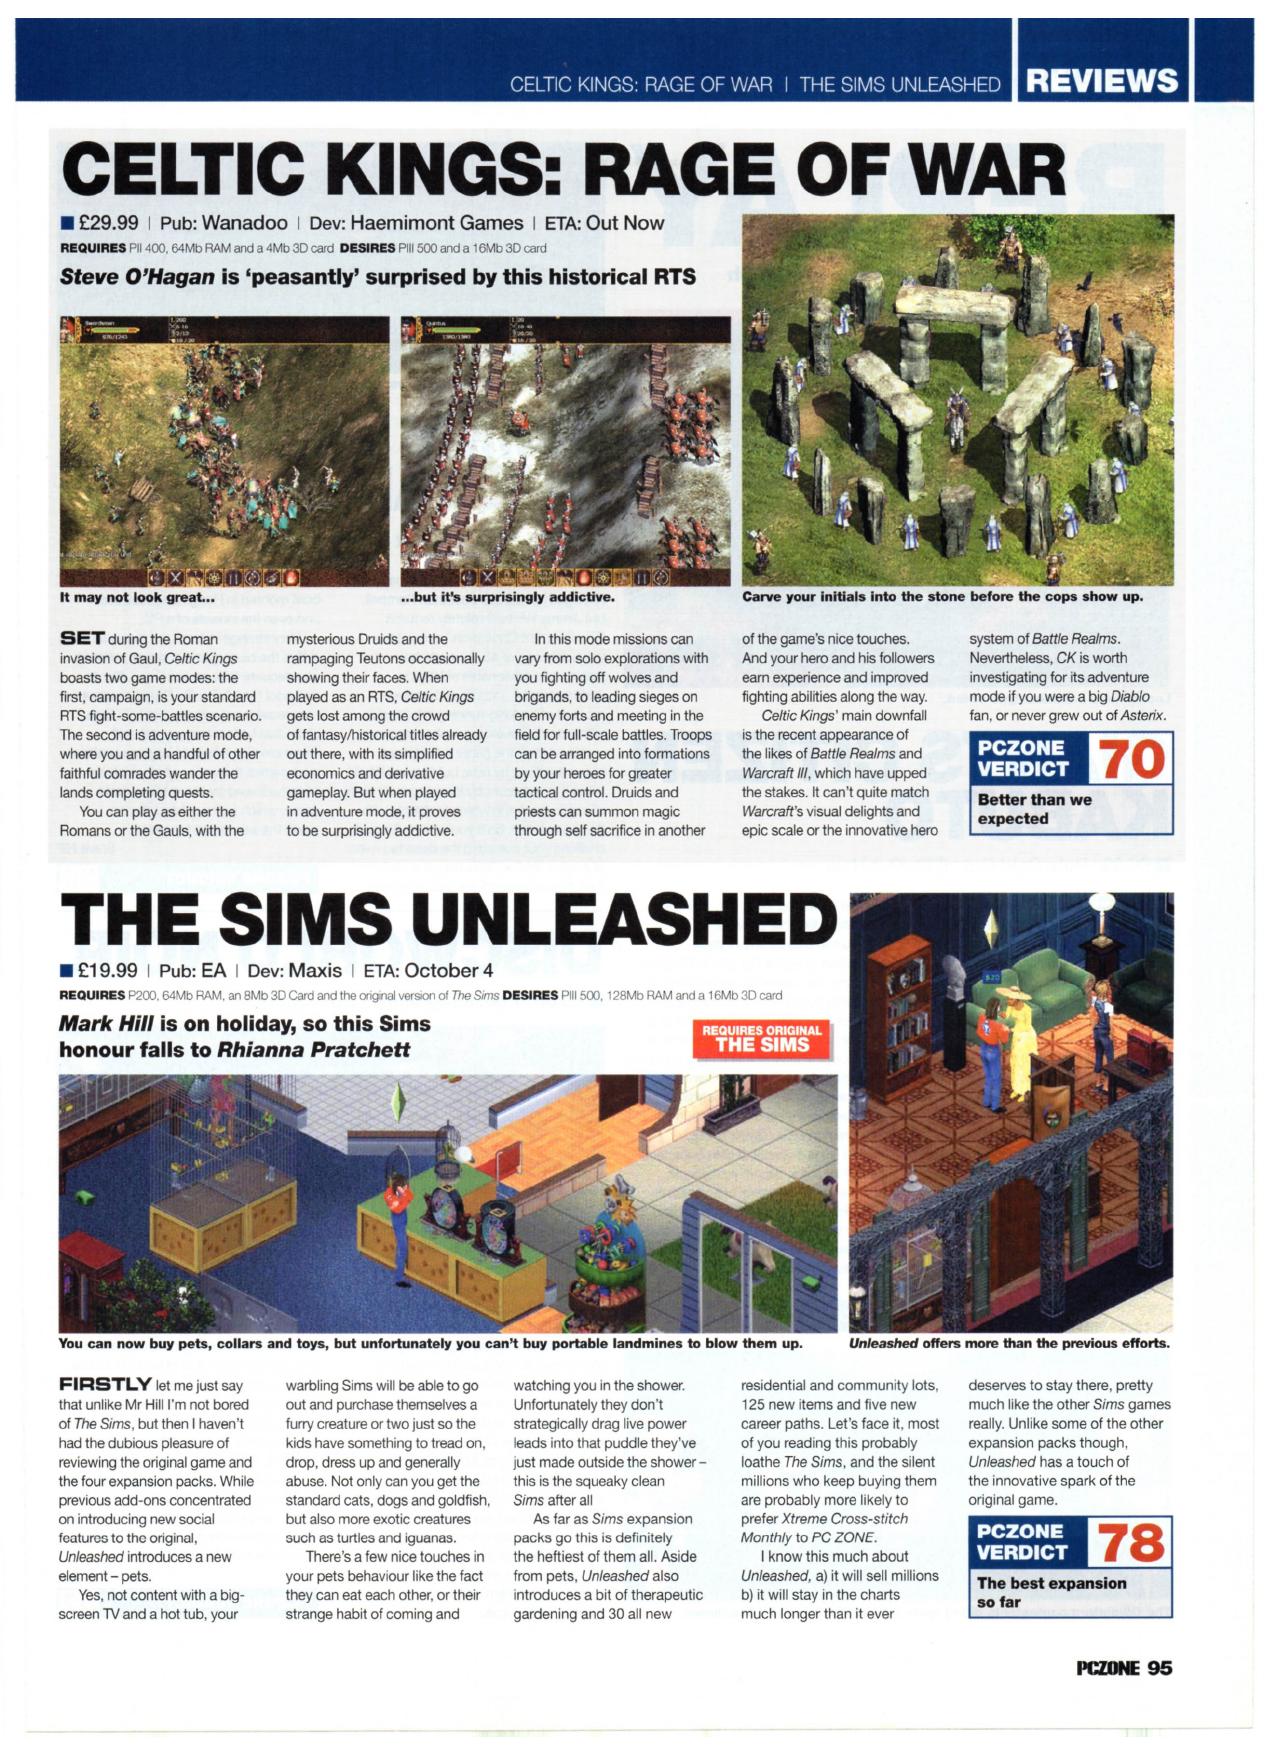 CELTIC KINGS: RAGE OF WAR | THE SIMS UNLEASHED
REVIEWS
CELTIC KINGS: RAGE OF WAR
■ £29.99 | Pub: Wanadoo | Dev: Haemimont Games | ETA: Out Now
REQUIRES PII 400, 64Mb RAM and a 4Mb 3D card DESIRES PIII 500 and a 16Mb 3D card
Steve O'Hagan is 'peasantly' surprised by this historical RTS
It may not look great...
...but it's surprisingly addictive.
Carve your initials into the stone before the cops show up.
SET during the Roman
invasion of Gaul, Celtic Kings
boasts two game modes: the
first, campaign, is your standard
RTS fight-some-battles scenario.
The second is adventure mode,
where you and a handful of other
faithful comrades wander the
lands completing quests.
You can play as either the
Romans or the Gauls, with the
mysterious Druids and the
rampaging Teutons occasionally
showing their faces. When
played as an RTS, Celtic Kings
gets lost among the crowd
of fantasy/historical titles already
out there, with its simplified
economics and derivative
gameplay. But when played
in adventure mode, it proves
to be surprisingly addictive.
In this mode missions can
vary from solo explorations with
you fighting off wolves and
brigands, to leading sieges on
enemy forts and meeting in the
field for full-scale battles. Troops
can be arranged into formations
by your heroes for greater
tactical control. Druids and
priests can summon magic
through self sacrifice in another
of the game's nice touches.
And your hero and his followers
earn experience and improved
fighting abilities along the way.
Celtic Kings' main downfall
is the recent appearance of
the likes of Battle Realms and
Warcraft III, which have upped
the stakes. It can't quite match
Warcraft's visual delights and
epic scale or the innovative hero
system of Battle Realms.
Nevertheless, CK is worth
investigating for its adventure
mode if you were a big Diablo
fan, or never grew out of Asterix.
PCZONE
VERDICT
70
Better than we
expected
THE SIMS UNLEASHED
■ £19.99 | Pub: EA | Dev: Maxis | ETA: October 4
REQUIRES P200, 64Mb RAM, an 8Mb 3D Card and the original version of The Sims DESIRES PIII 500, 128Mb RAM and a 16Mb 3D card
Mark Hill is on holiday, so this Sims
honour falls to Rhianna Pratchett
REQUIRES ORIGINAL
THE SIMS
$20
You can now buy pets, collars and toys, but unfortunately you can't buy portable landmines to blow them up.
Unleashed offers more than the previous efforts.
FIRSTLY let me just say
that unlike Mr Hill I'm not bored
of The Sims, but then I haven't
had the dubious pleasure of
reviewing the original game and
the four expansion packs. While
previous add-ons concentrated
on introducing new social
features to the original,
Unleashed introduces a new
element – pets.
Yes, not content with a big-
screen TV and a hot tub, your
warbling Sims will be able to go
out and purchase themselves a
furry creature or two just so the
kids have something to tread on,
drop, dress up and generally
abuse. Not only can you get the
standard cats, dogs and goldfish,
but also more exotic creatures
such as turtles and iguanas.
There's a few nice touches in
your pets behaviour like the fact
they can eat each other, or their
strange habit of coming and
watching you in the shower.
Unfortunately they don't
strategically drag live power
leads into that puddle they've
just made outside the shower –
this is the squeaky clean
Sims after all
As far as Sims expansion
packs go this is definitely
the heftiest of them all. Aside
from pets, Unleashed also
introduces a bit of therapeutic
gardening and 30 all new
residential and community lots,
125 new items and five new
career paths. Let's face it, most
of you reading this probably
loathe The Sims, and the silent
millions who keep buying them
are probably more likely to
prefer Xtreme Cross-stitch
Monthly to PC ZONE.
I know this much about
Unleashed, a) it will sell millions
b) it will stay in the charts
much longer than it ever
deserves to stay there, pretty
much like the other Sims games
really. Unlike some of the other
expansion packs though,
Unleashed has a touch of
the innovative spark of the
original game.
PCZONE
VERDICT
78
The best expansion
so far
PCZONE 95